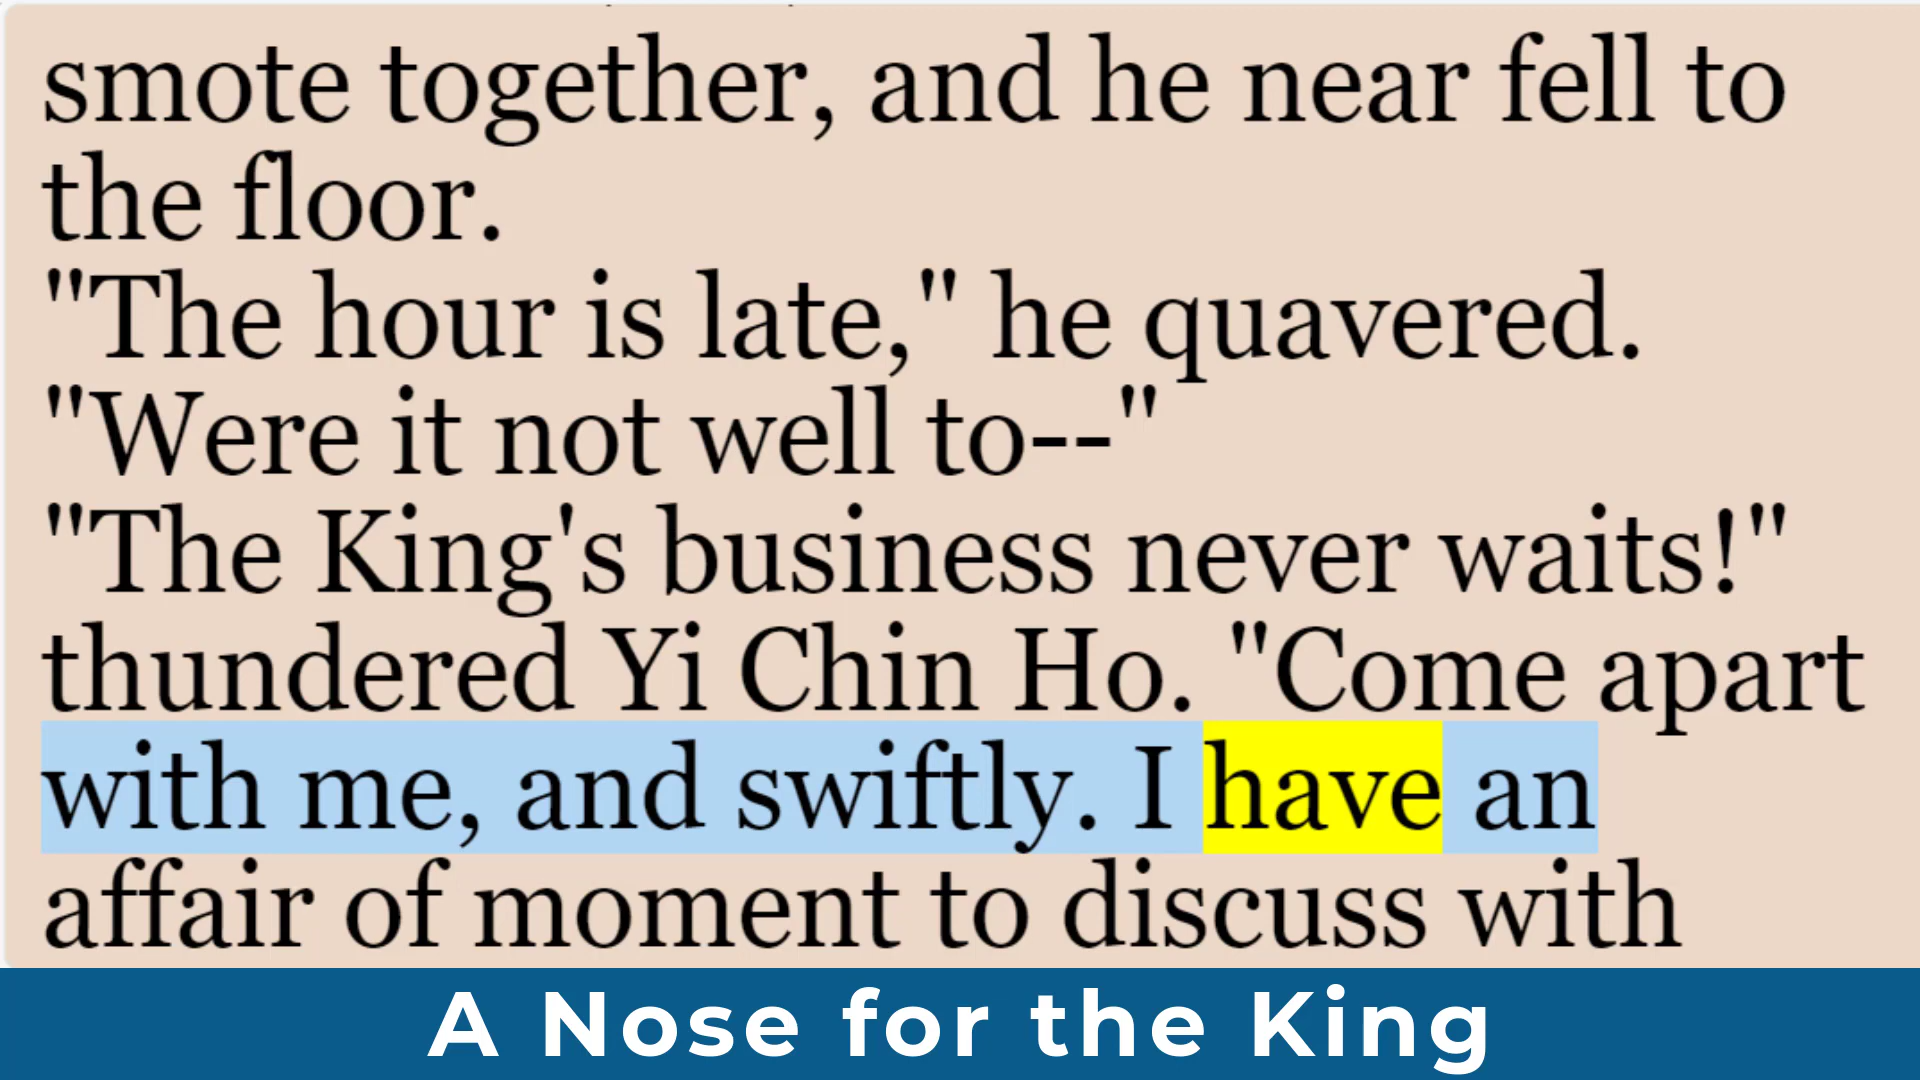 smote together, and he near fell to
the floor.
"The hour is late," he quavered.
"Were it not well to--"
"The King's business never waits!"
thundered Yi Chin Ho. "Come apart
with me, and swiftly. I have an
affair of moment to discuss with
A Nose for the King